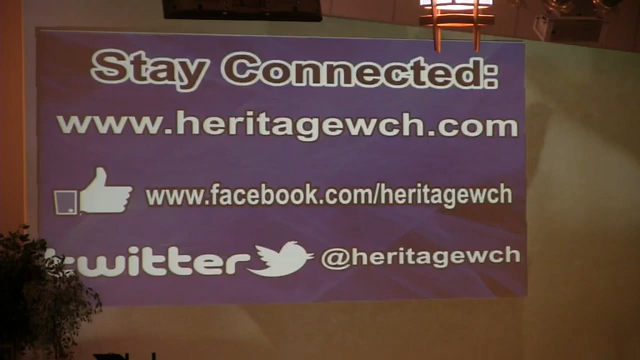 Stay Connected:
www.heritagewch.com
www.facebook.com/heritagewch
twitter @heritagewch